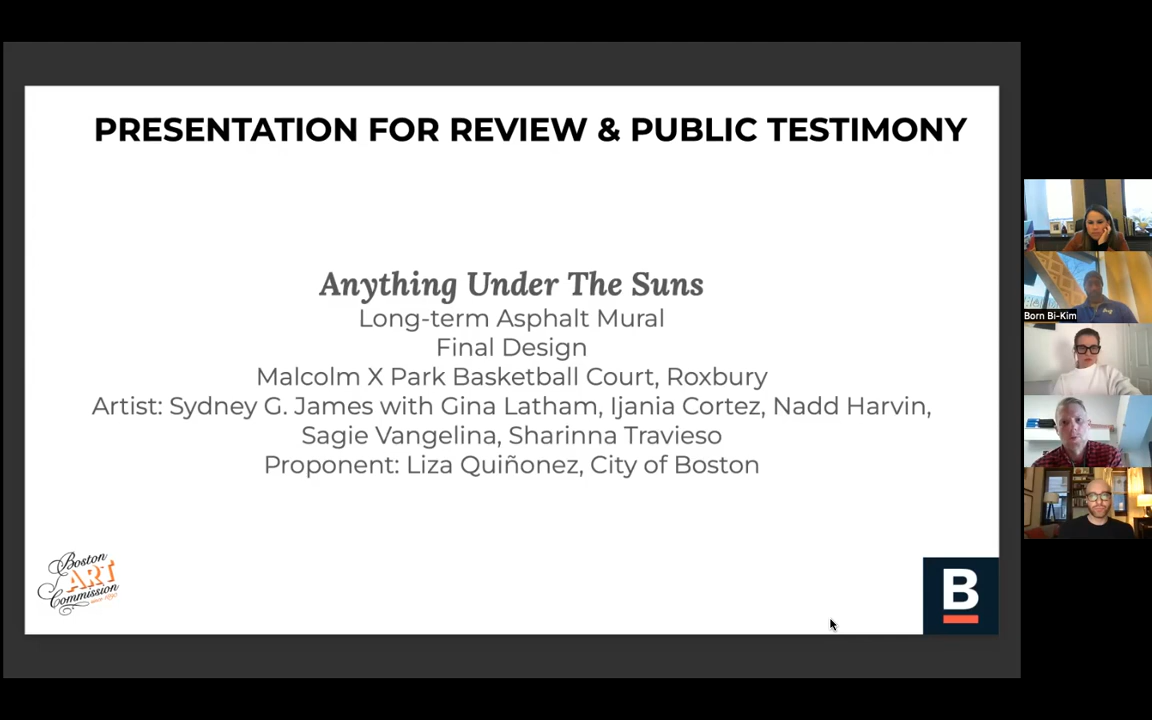 PRESENTATION FOR REVIEW & PUBLIC TESTIMONY
Anything Under The Suns
Long-term Asphalt Mural
Final Design
Malcolm X Park Basketball Court, Roxbury
Artist: Sydney G. James with Gina Latham, Ijania Cortez, Nadd Harvin,
Sagie Vangelina, Sharinna Travieso
Proponent: Liza Quiñonez, City of Boston
Boston
ART
Commission
since 1890
B
Born Bi-Kim